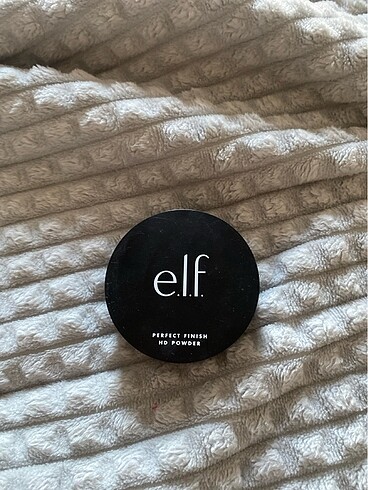 e.l.f.
PERFECT FINISH
HD POWDER